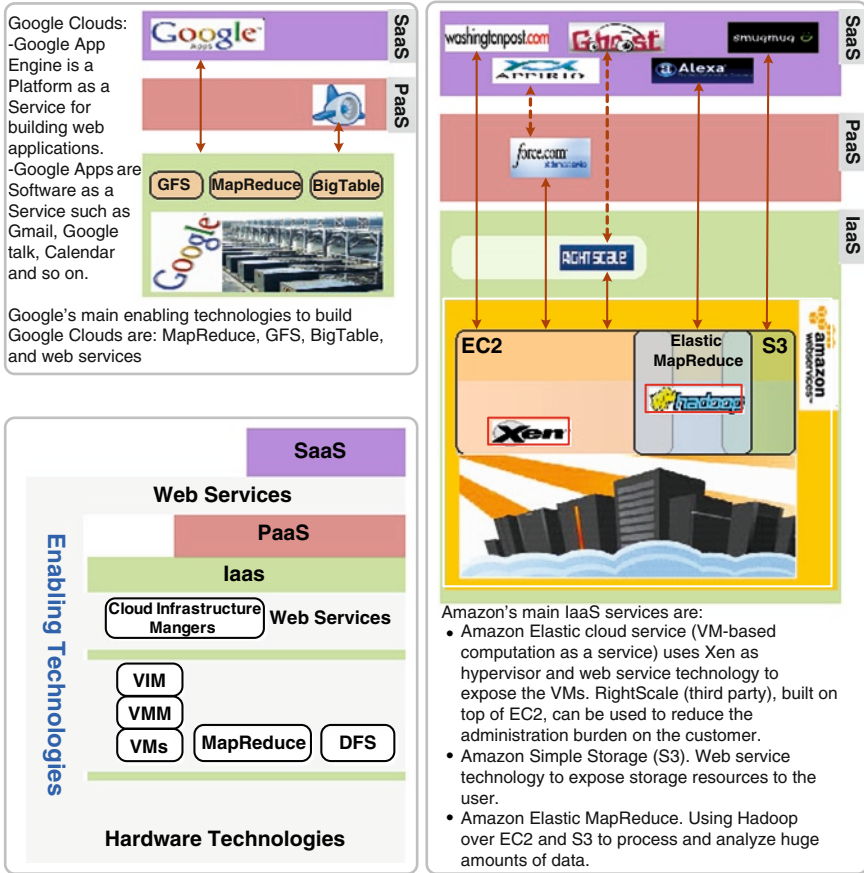 Google Clouds:
-Google App
Engine is a
Platform as a
Service for
building web
applications.
-Google Apps are
Software as a
Service such as
Gmail, Google
talk, Calendar
and so on.
Google
Apps
SaaS
PaaS
GFS
MapReduce
BigTable
Google
Google's main enabling technologies to build
Google Clouds are: MapReduce, GFS, BigTable,
and web services
SaaS
Web Services
PaaS
Iaas
Cloud Infrastructure
Mangers
Web Services
Enabling Technologies
VIM
VMM
VMs
MapReduce
DFS
Hardware Technologies
washingtonpost.com
G.ho.st
smugmug
APPIRIO
a Alexa
SaaS
force.com
PaaS
RIGHTSCALE
IaaS
EC2
Elastic
MapReduce
S3
amazon
webservices™
Xen
hadoop
Amazon's main IaaS services are:
• Amazon Elastic cloud service (VM-based
computation as a service) uses Xen as
hypervisor and web service technology to
expose the VMs. RightScale (third party), built on
top of EC2, can be used to reduce the
administration burden on the customer.
• Amazon Simple Storage (S3). Web service
technology to expose storage resources to the
user.
• Amazon Elastic MapReduce. Using Hadoop
over EC2 and S3 to process and analyze huge
amounts of data.